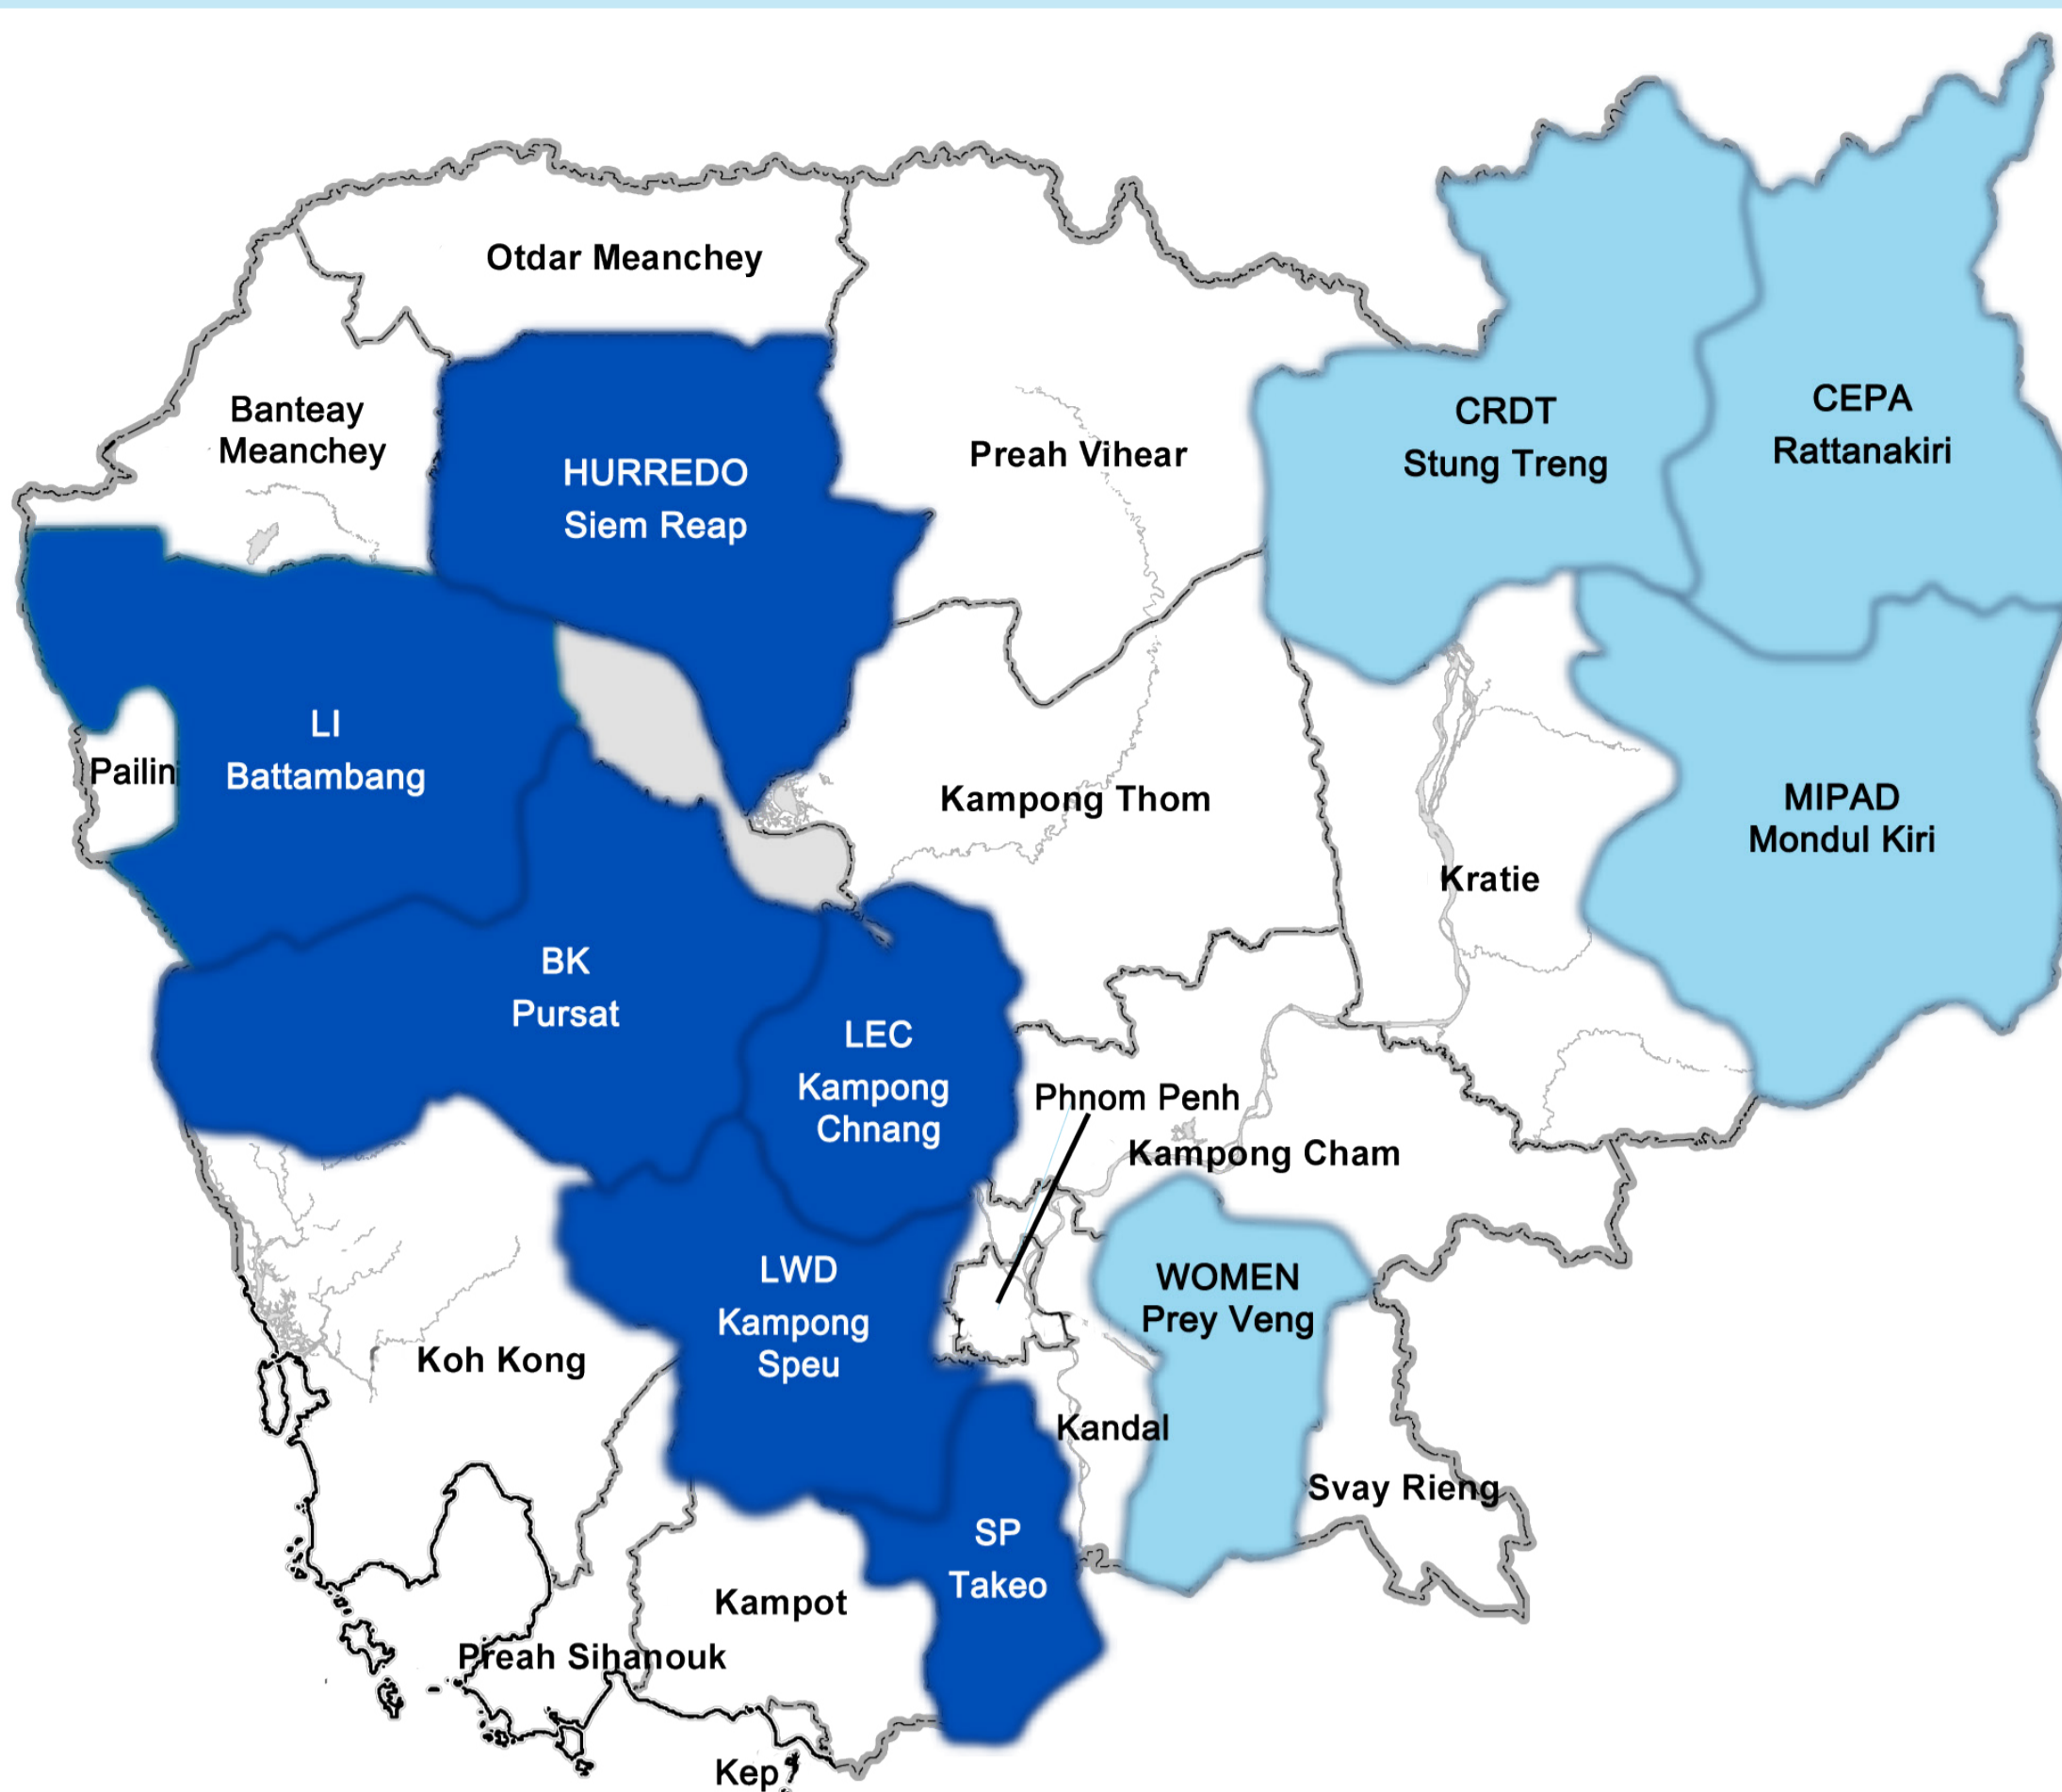 Otdar Meanchey
Banteay
Meanchey
HURREDO
Siem Reap
Preah Vihear
CRDT
Stung Treng
CEPA
Rattanakiri
LI
Battambang
Pailin
Kampong Thom
Kratie
MIPAD
Mondul Kiri
BK
Pursat
LEC
Kampong
Chnang
Phnom Penh
Kampong Cham
LWD
Kampong
Speu
WOMEN
Prey Veng
Koh Kong
Kandal
Svay Rieng
SP
Takeo
Kampot
Preah Sihanouk
Kep